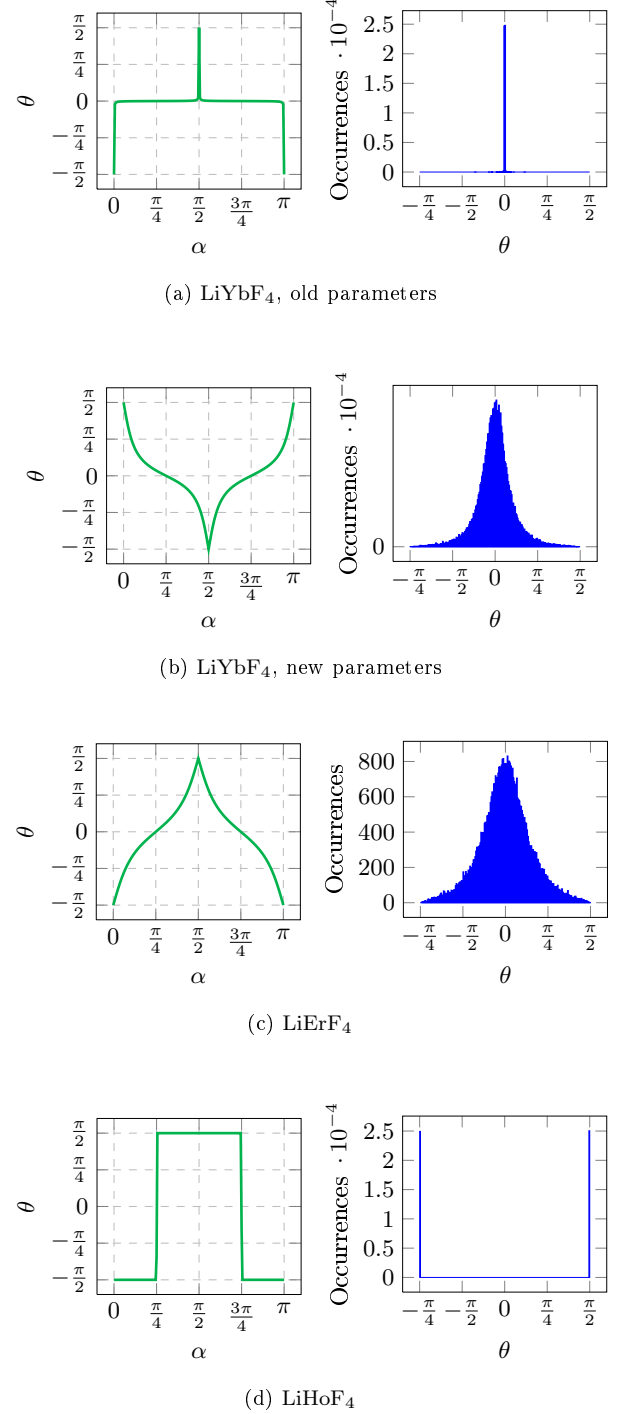 π/2
π/4
0
−π/4
−π/2
θ
0 π/4 π/2 3π/4 π
α
Occurrences · 10⁻⁴
2.5
2
1.5
1
0.5
0
−π/4 −π/2 0 π/4 π/2
θ
(a) LiYbF₄, old parameters
π/2
π/4
0
−π/4
−π/2
θ
0 π/4 π/2 3π/4 π
α
Occurrences · 10⁻⁴
0
−π/4 −π/2 0 π/4 π/2
θ
(b) LiYbF₄, new parameters
π/2
π/4
0
−π/4
−π/2
θ
0 π/4 π/2 3π/4 π
α
Occurrences
800
600
400
200
0
−π/4 −π/2 0 π/4 π/2
θ
(c) LiErF₄
π/2
π/4
0
−π/4
−π/2
θ
0 π/4 π/2 3π/4 π
α
Occurrences · 10⁻⁴
2.5
2
1.5
1
0.5
0
−π/4 −π/2 0 π/4 π/2
θ
(d) LiHoF₄